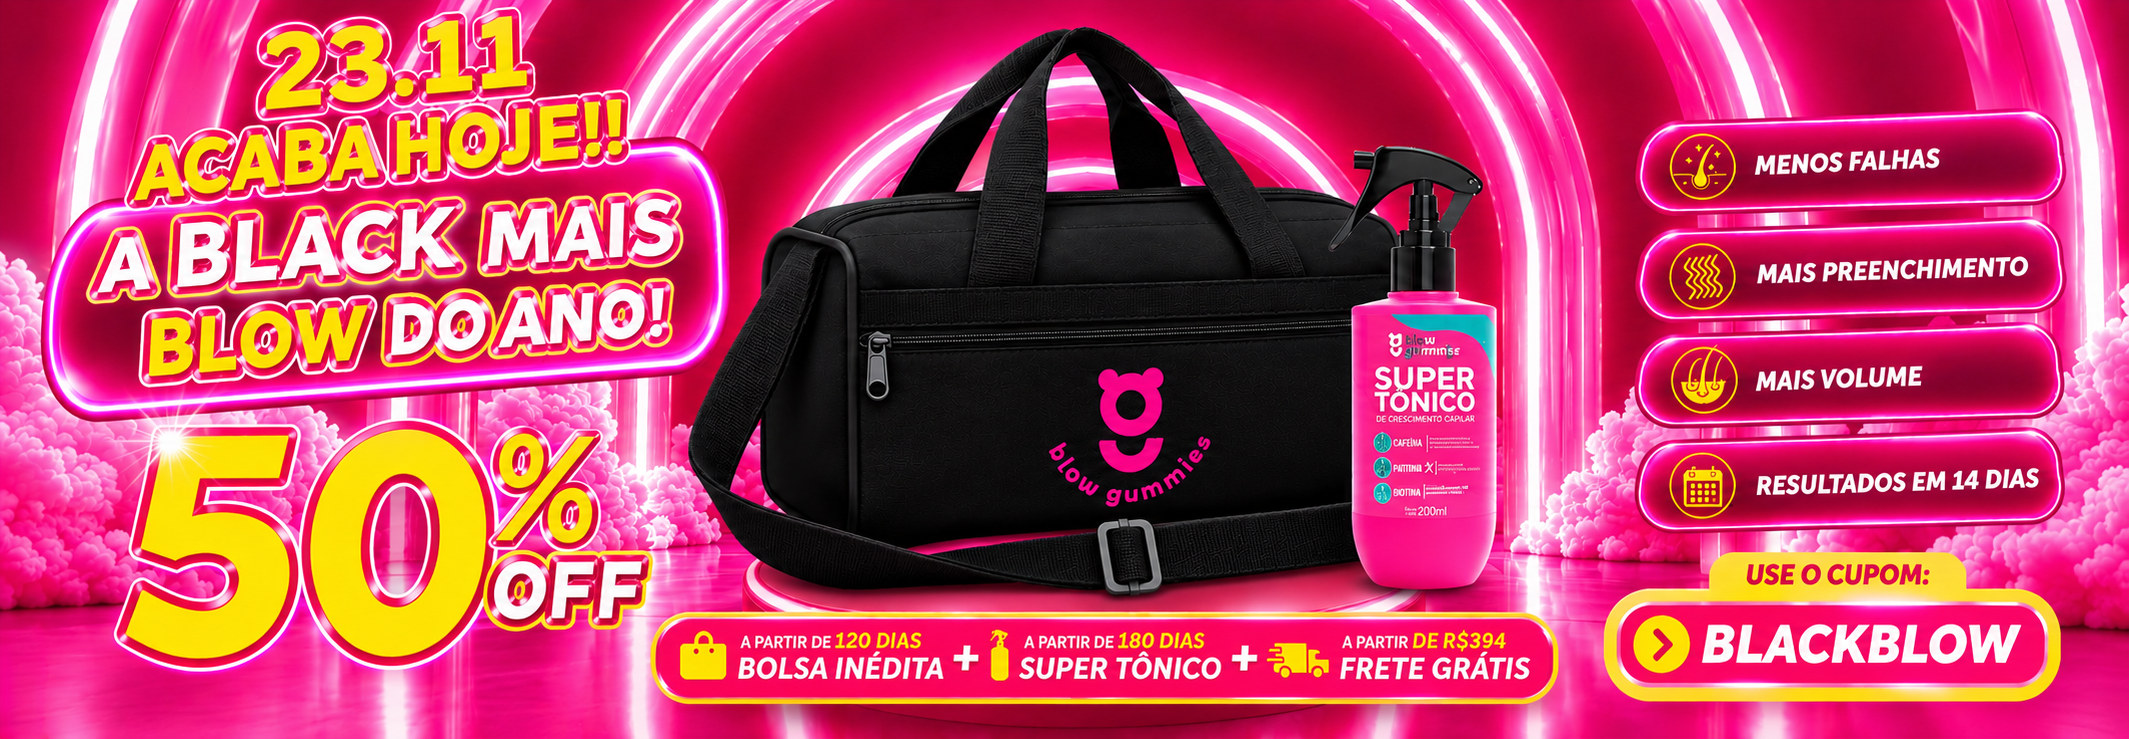 23.11
ACABA HOJE!!
A BLACK MAIS
BLOW DO ANO!
50%
OFF
blow gummies
blow
gummies
SUPER
TÔNICO
DE CRESCIMENTO CAPILAR
CAFEÍNA
BIOTINA
200ml
A PARTIR DE 120 DIAS
BOLSA INÉDITA
+
A PARTIR DE 180 DIAS
SUPER TÔNICO
+
A PARTIR DE R$394
FRETE GRÁTIS
MENOS FALHAS
MAIS PREENCHIMENTO
MAIS VOLUME
RESULTADOS EM 14 DIAS
USE O CUPOM:
BLACKBLOW